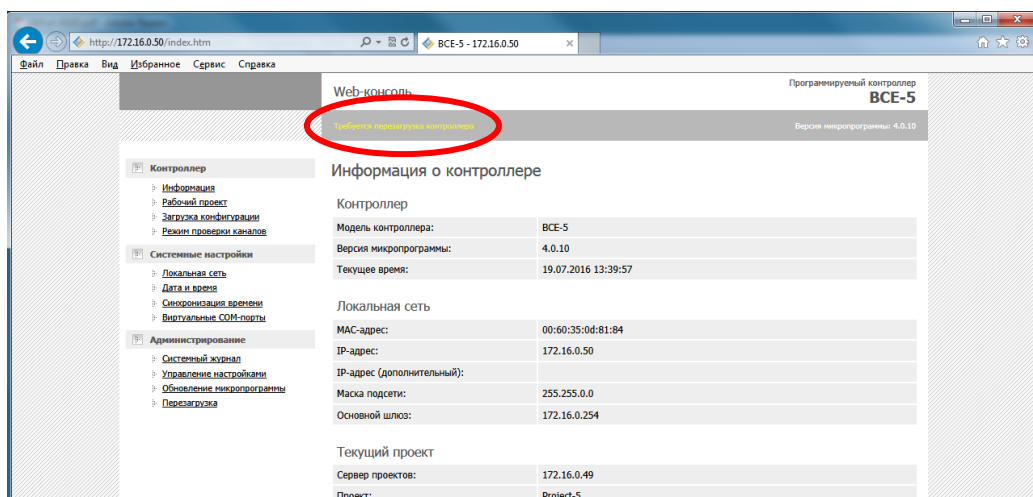 http://172.16.0.50/index.htm
BCE-5 - 172.16.0.50
Файл Правка Вид Избранное Сервис Справка
Web-консоль
Программируемый контроллер
BCE-5
Требуется перезагрузка контроллера
Версия микропрограммы: 4.0.10
Контроллер
Информация
Рабочий проект
Загрузка конфигурации
Режим проверки каналов
Системные настройки
Локальная сеть
Дата и время
Синхронизация времени
Виртуальные COM-порты
Администрирование
Системный журнал
Управление настройками
Обновление микропрограммы
Перезагрузка
Информация о контроллере
Контроллер
Модель контроллера: BCE-5
Версия микропрограммы: 4.0.10
Текущее время: 19.07.2016 13:39:57
Локальная сеть
MAC-адрес: 00:60:35:0d:81:84
IP-адрес: 172.16.0.50
IP-адрес (дополнительный):
Маска подсети: 255.255.0.0
Основной шлюз: 172.16.0.254
Текущий проект
Сервер проектов: 172.16.0.49
Проект: Project-5